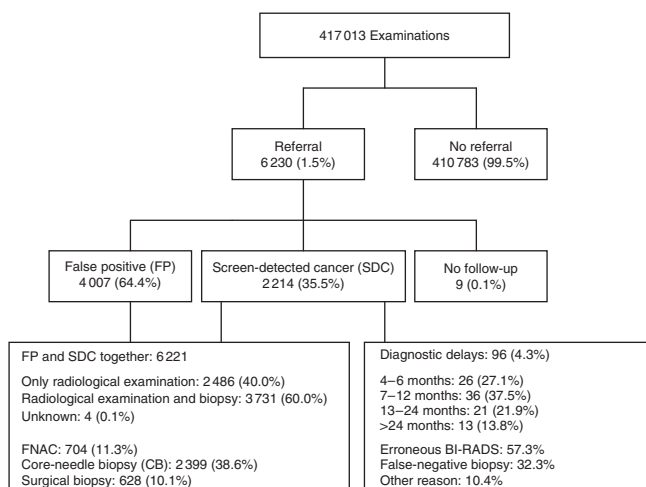 417 013 Examinations
Referral
6 230 (1.5%)
No referral
410 783 (99.5%)
False positive (FP)
4 007 (64.4%)
Screen-detected cancer (SDC)
2 214 (35.5%)
No follow-up
9 (0.1%)
FP and SDC together: 6 221
Only radiological examination: 2 486 (40.0%)
Radiological examination and biopsy: 3 731 (60.0%)
Unknown: 4 (0.1%)
FNAC: 704 (11.3%)
Core-needle biopsy (CB): 2 399 (38.6%)
Surgical biopsy: 628 (10.1%)
Diagnostic delays: 96 (4.3%)
4–6 months: 26 (27.1%)
7–12 months: 36 (37.5%)
13–24 months: 21 (21.9%)
>24 months: 13 (13.8%)
Erroneous BI-RADS: 57.3%
False-negative biopsy: 32.3%
Other reason: 10.4%